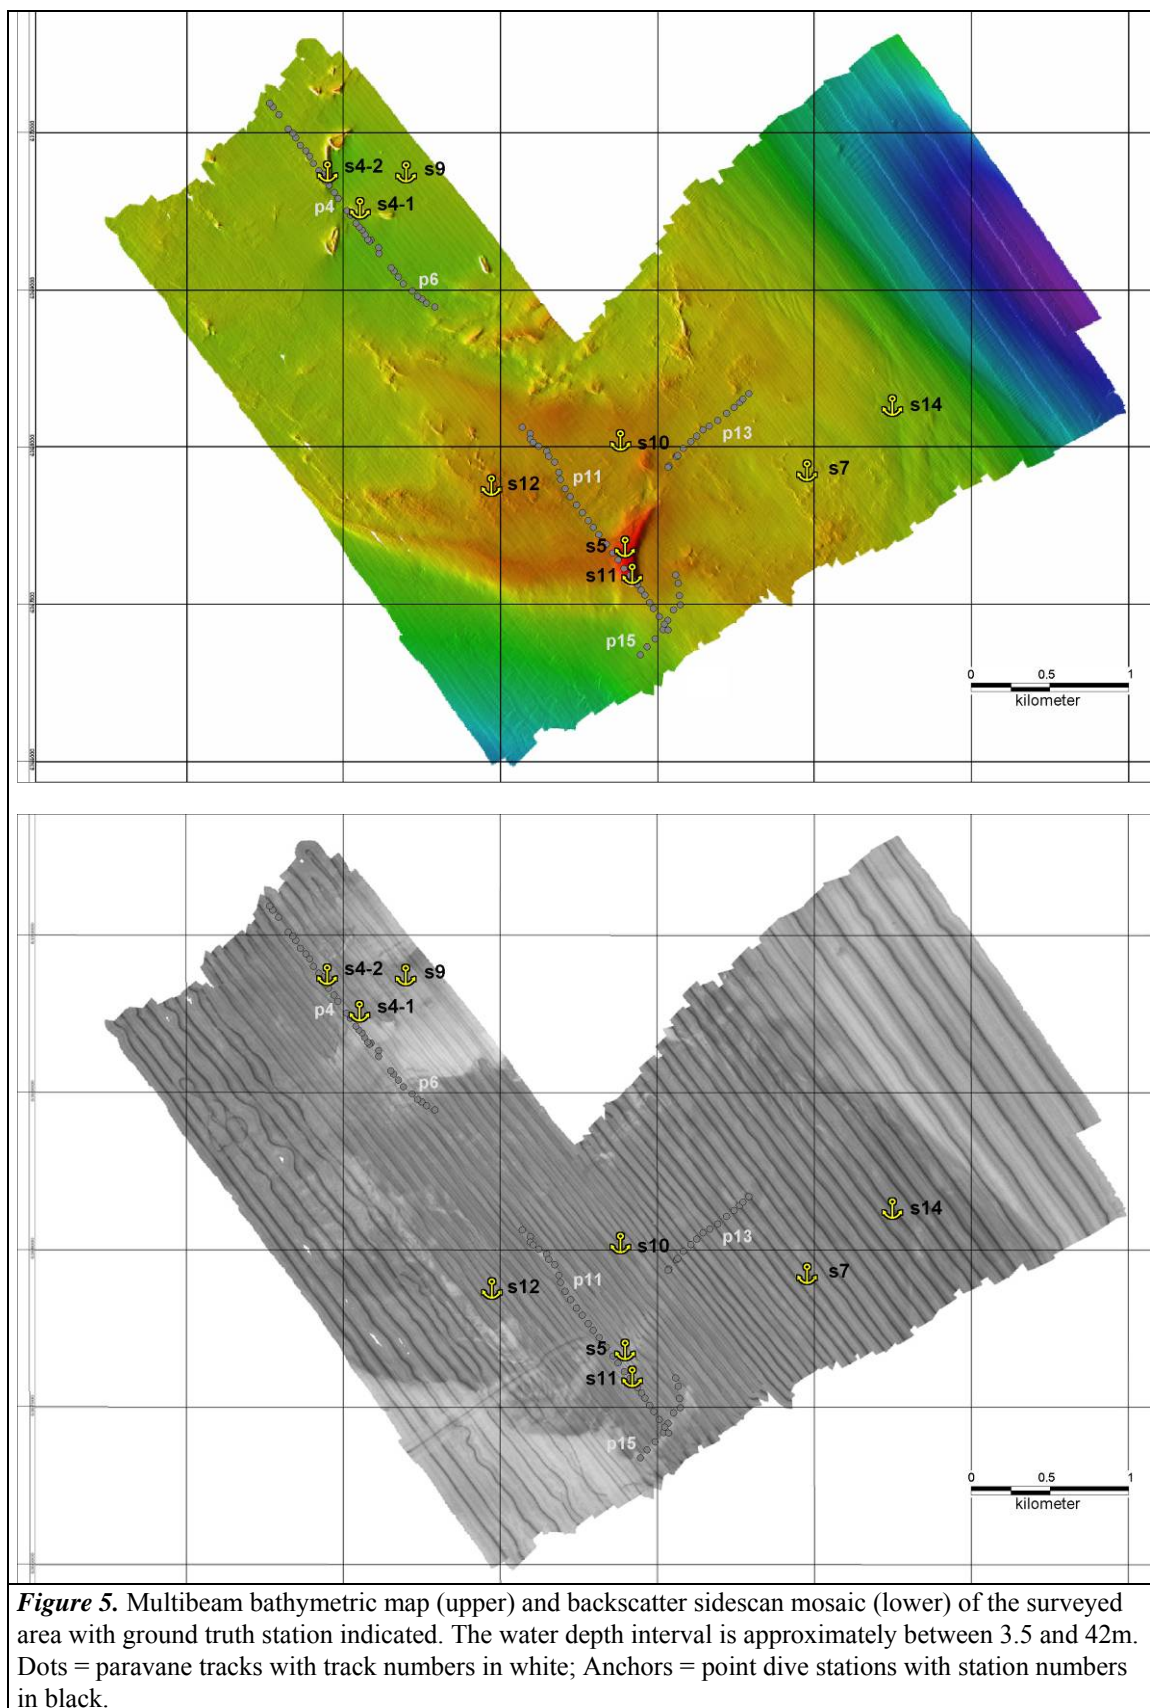 s4-2
s9
p4
s4-1
p6
s14
s10
p13
p11
s12
s7
s5
s11
p15
0 0.5 1
kilometer
s4-2
s9
p4
s4-1
p6
s14
s10
p13
p11
s12
s7
s5
s11
p15
0 0.5 1
kilometer
Figure 5. Multibeam bathymetric map (upper) and backscatter sidescan mosaic (lower) of the surveyed
area with ground truth station indicated. The water depth interval is approximately between 3.5 and 42m.
Dots = paravane tracks with track numbers in white; Anchors = point dive stations with station numbers
in black.